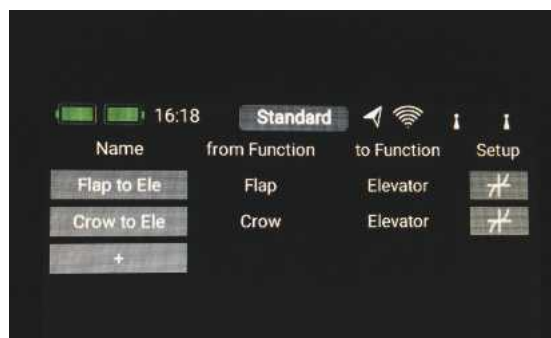 16:18 Standard
Name from Function to Function Setup
Flap to Ele Flap Elevator
Crow to Ele Crow Elevator
+